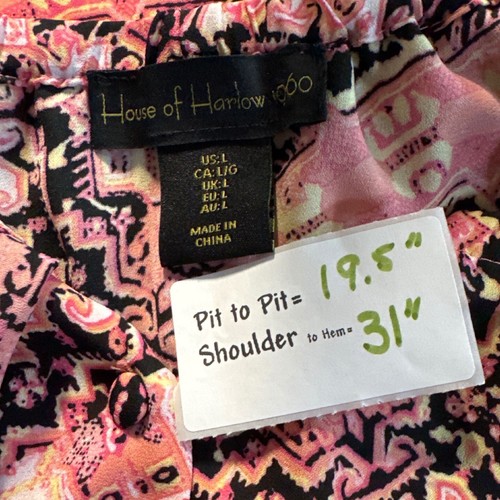 House of Harlow 1960
US: L
CA: L/G
UK: L
EU: L
AU: L
MADE IN
CHINA
Pit to Pit = 19.5"
Shoulder to Hem = 31"